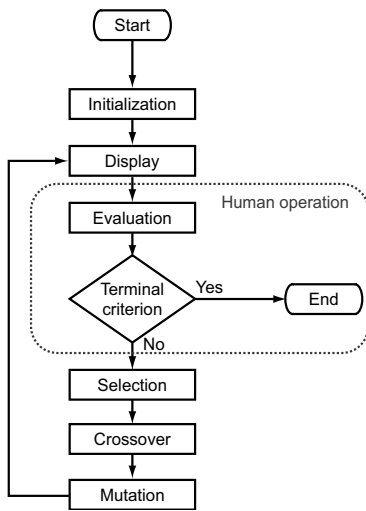 Start
Initialization
Display
Human operation
Evaluation
Terminal
criterion
Yes
End
No
Selection
Crossover
Mutation